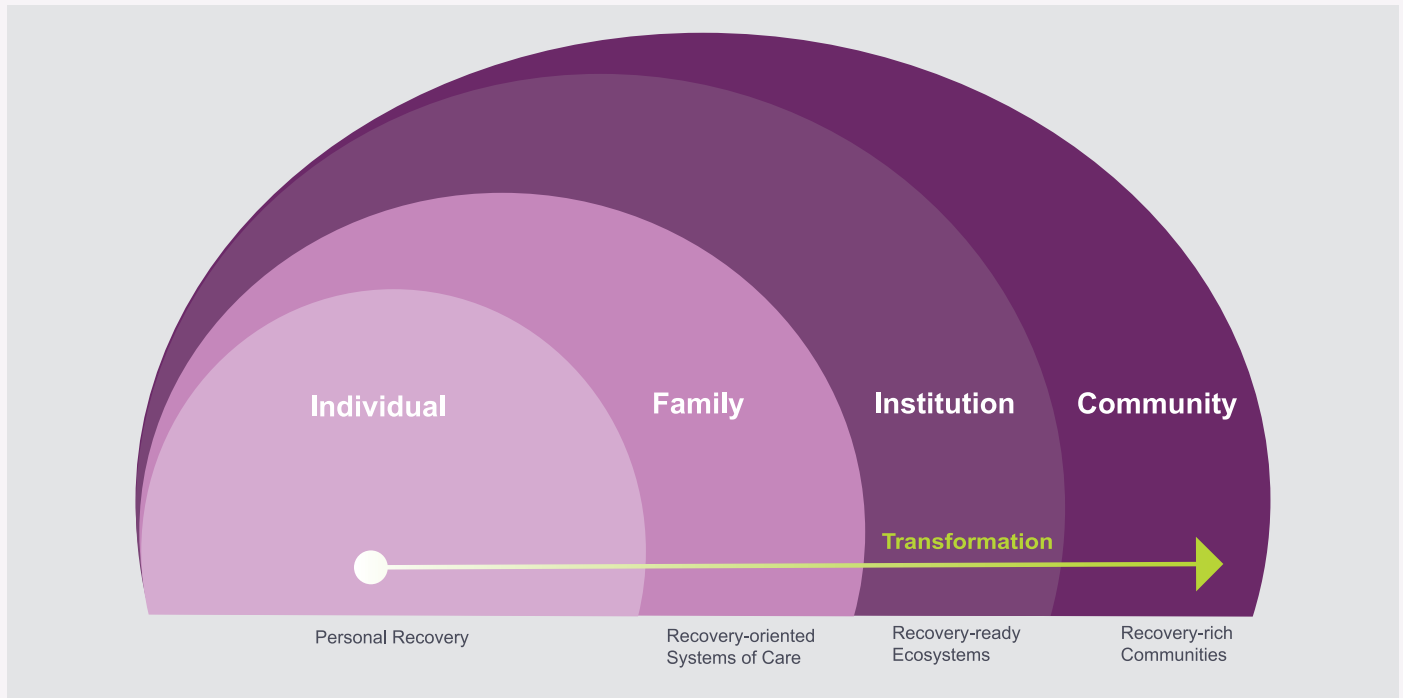 Individual
Family
Institution
Community
Transformation
Personal Recovery
Recovery-oriented
Systems of Care
Recovery-ready
Ecosystems
Recovery-rich
Communities